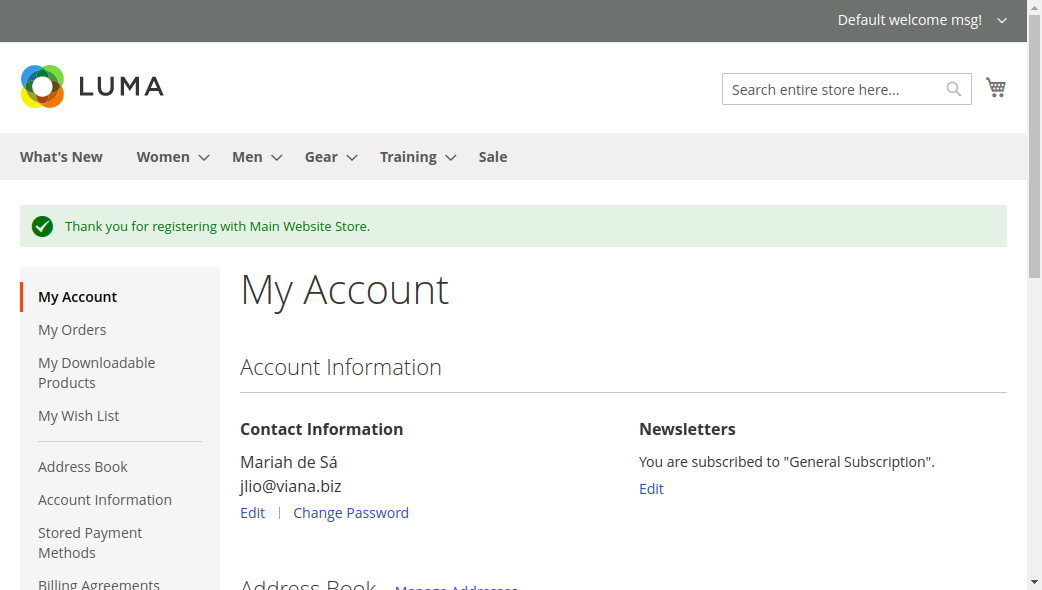 Default welcome msg!
LUMA
Search entire store here...
What's New Women Men Gear Training Sale
Thank you for registering with Main Website Store.
My Account
My Orders
My Downloadable
Products
My Wish List
Address Book
Account Information
Stored Payment
Methods
Billing Agreements
My Account
Account Information
Contact Information
Mariah de Sá
jlio@viana.biz
Edit | Change Password
Newsletters
You are subscribed to "General Subscription".
Edit
Address Book Manage Addresses